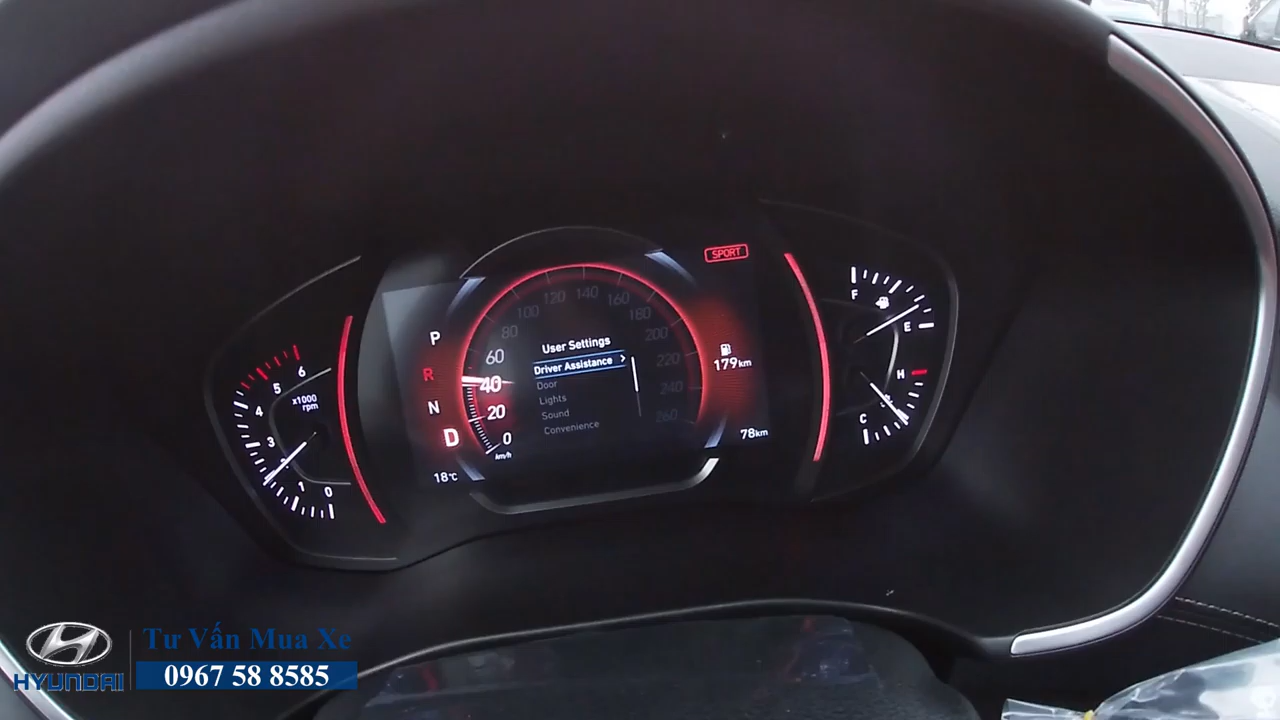 SPORT
P
R
N
D
18°C
0
20
40
60
80
100
120
140
160
180
200
220
240
260
km/h
User Settings
Driver Assistance >
Door
Lights
Sound
Convenience
179km
78km
x1000
rpm
0
1
3
4
5
6
F
E
H
C
HYUNDAI
Tư Vấn Mua Xe
0967 58 8585